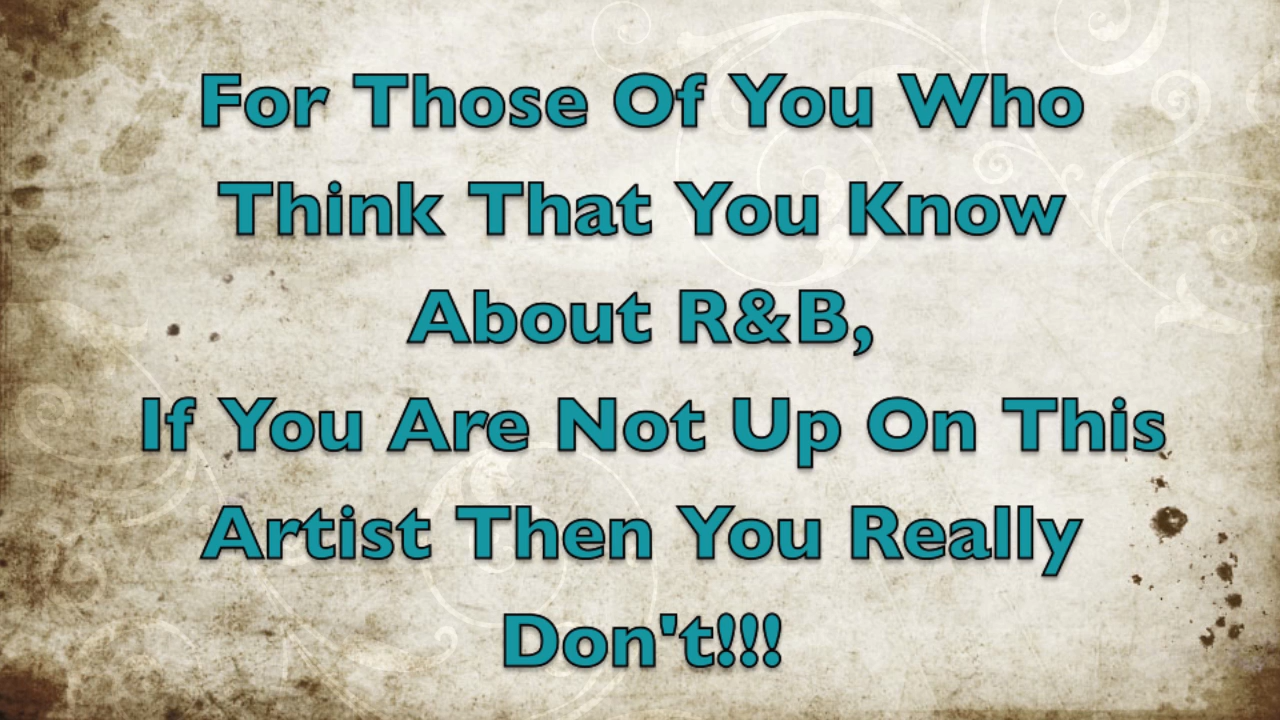 For Those Of You Who
Think That You Know
About R&B,
If You Are Not Up On This
Artist Then You Really
Don't!!!